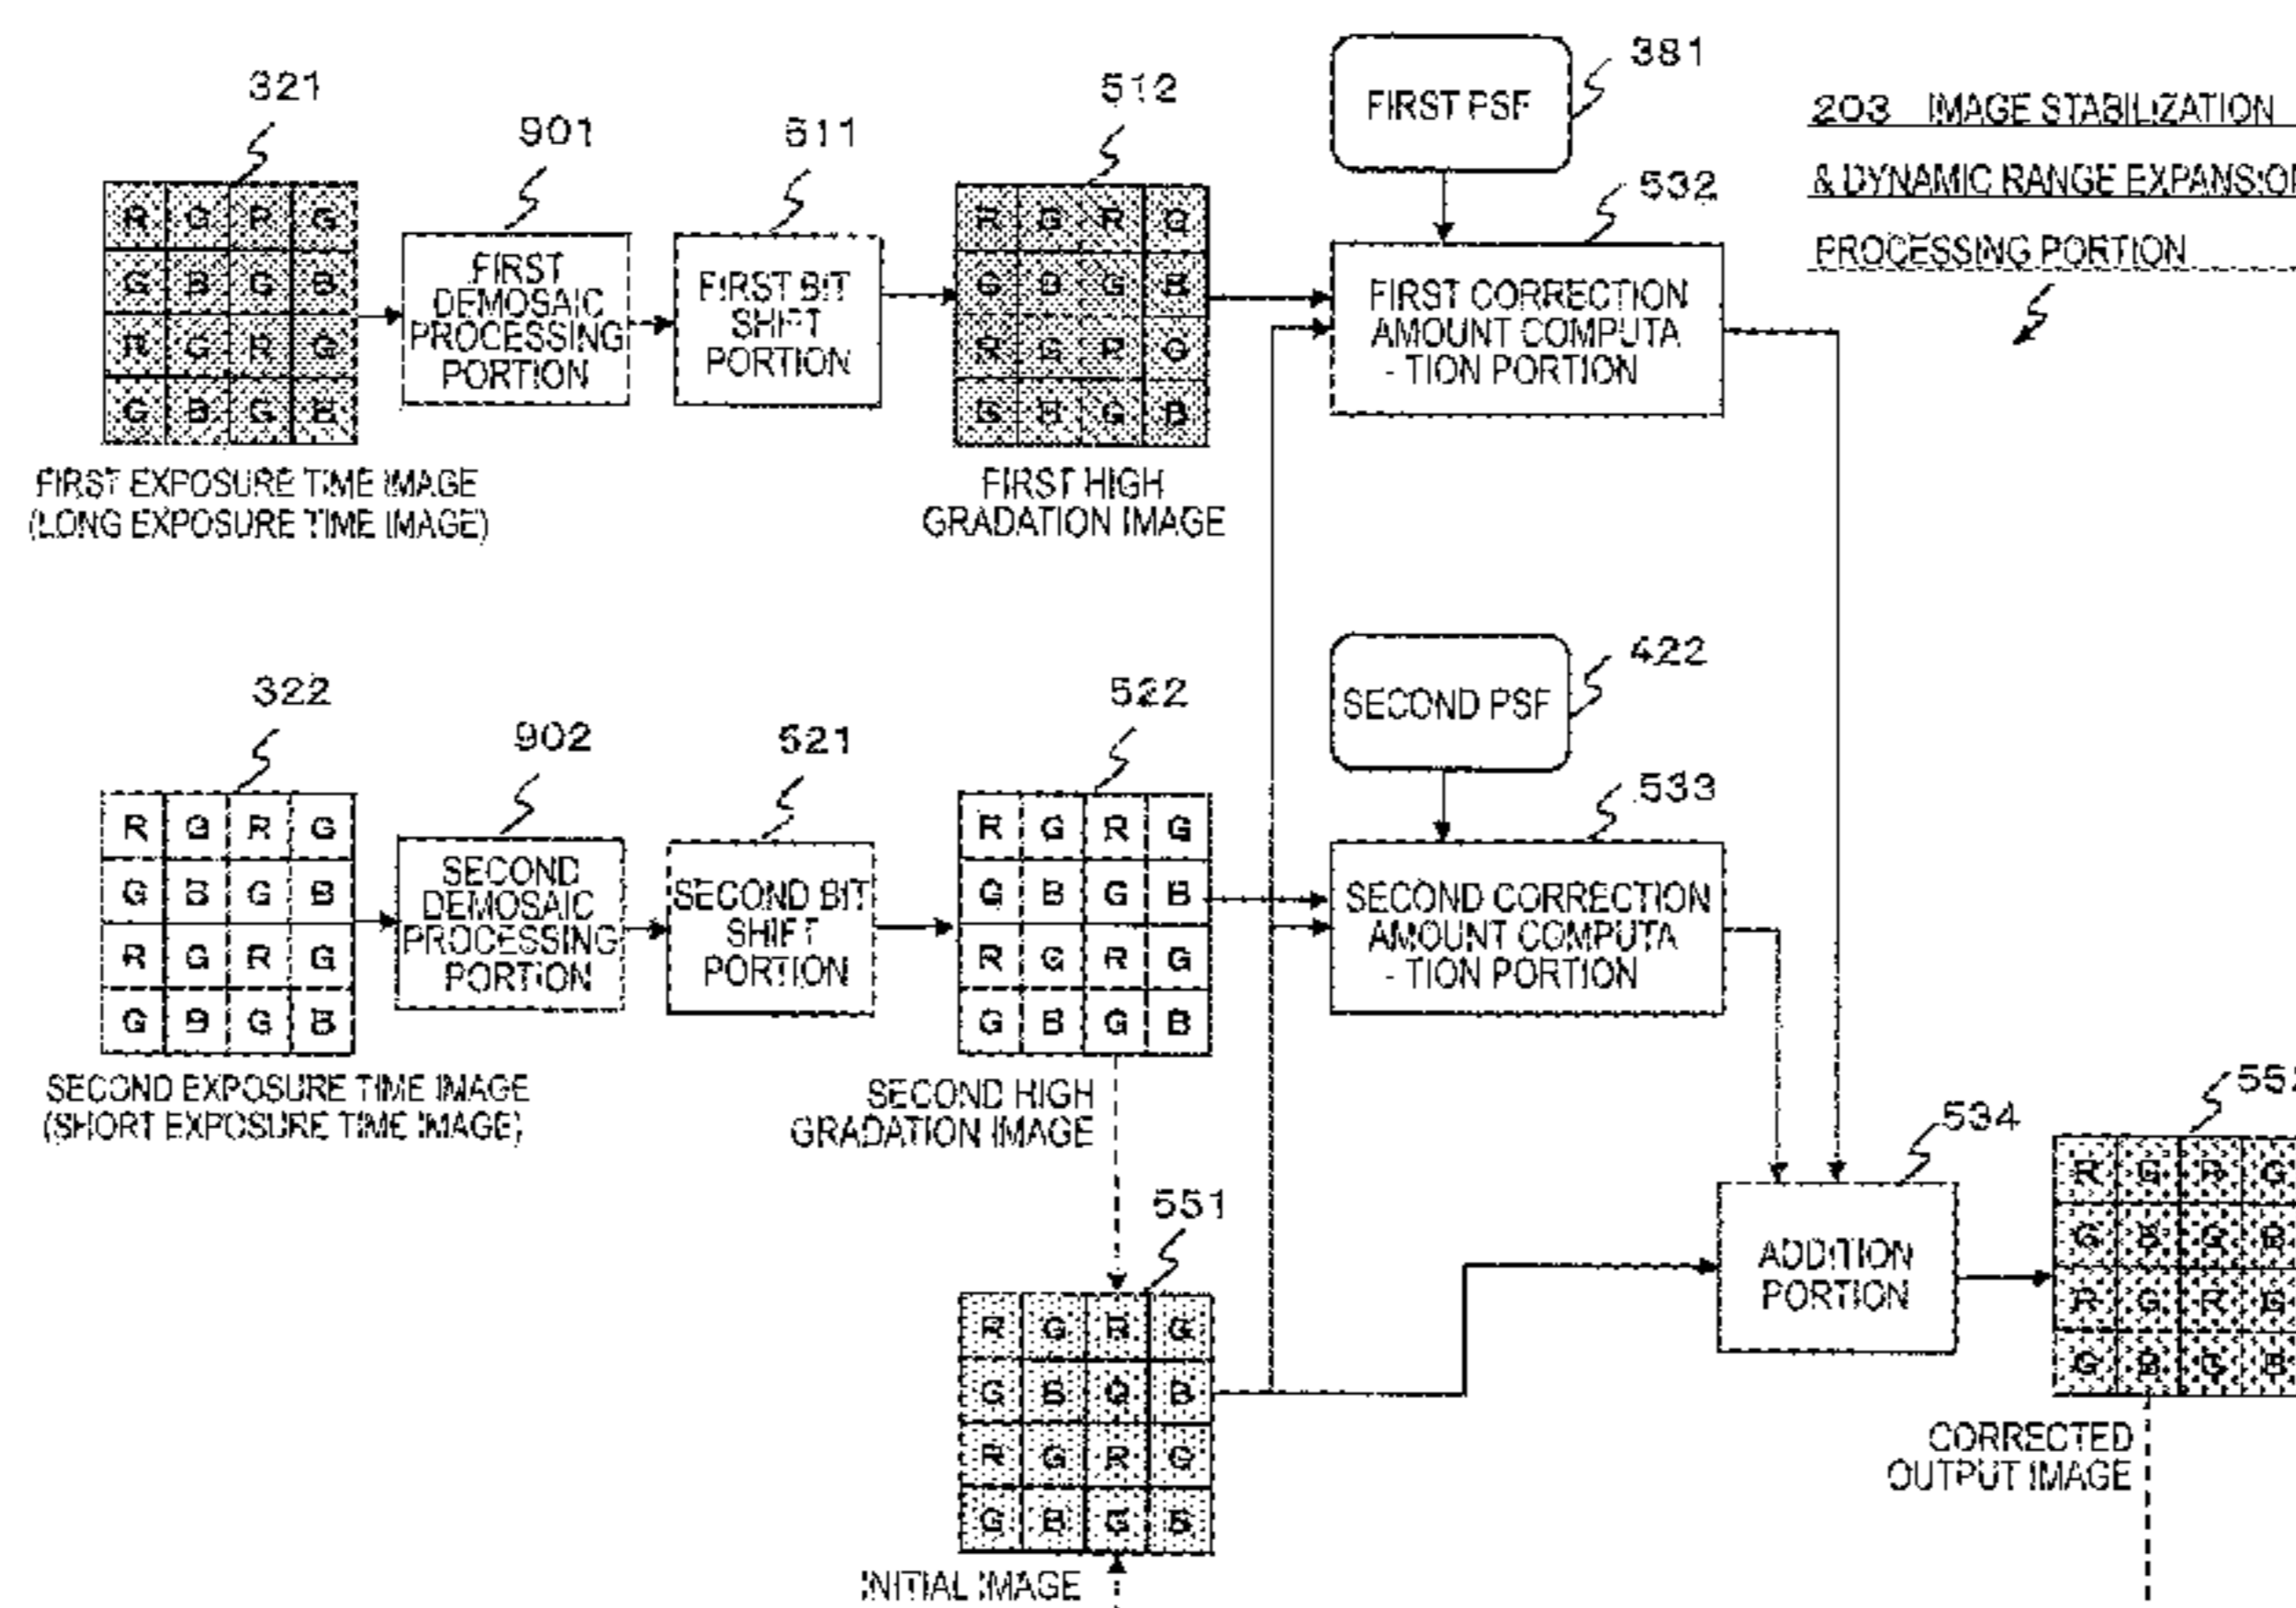 321
901
611
512
FIRST PSF
381
203 IMAGE STABILIZATION
& DYNAMIC RANGE EXPANSION
PROCESSING PORTION
532
R G R G
G B G B
R G R G
G B G B
FIRST
DEMOSAIC
PROCESSING
PORTION
FIRST BIT
SHIFT
PORTION
R G R G
G B G B
R G R G
G B G B
FIRST CORRECTION
AMOUNT COMPUTA
- TION PORTION
FIRST EXPOSURE TIME IMAGE
(LONG EXPOSURE TIME IMAGE)
FIRST HIGH
GRADATION IMAGE
322
902
521
522
SECOND PSF
422
533
R G R G
G B G B
R G R G
G B G B
SECOND
DEMOSAIC
PROCESSING
PORTION
SECOND BIT
SHIFT
PORTION
R G R G
G B G B
R G R G
G B G B
SECOND CORRECTION
AMOUNT COMPUTA
- TION PORTION
SECOND EXPOSURE TIME IMAGE
(SHORT EXPOSURE TIME IMAGE)
SECOND HIGH
GRADATION IMAGE
551
534
552
R G R G
G B G B
R G R G
G B G B
INITIAL IMAGE
ADDITION
PORTION
R G R G
G B G B
R G R G
G B G B
CORRECTED
OUTPUT IMAGE